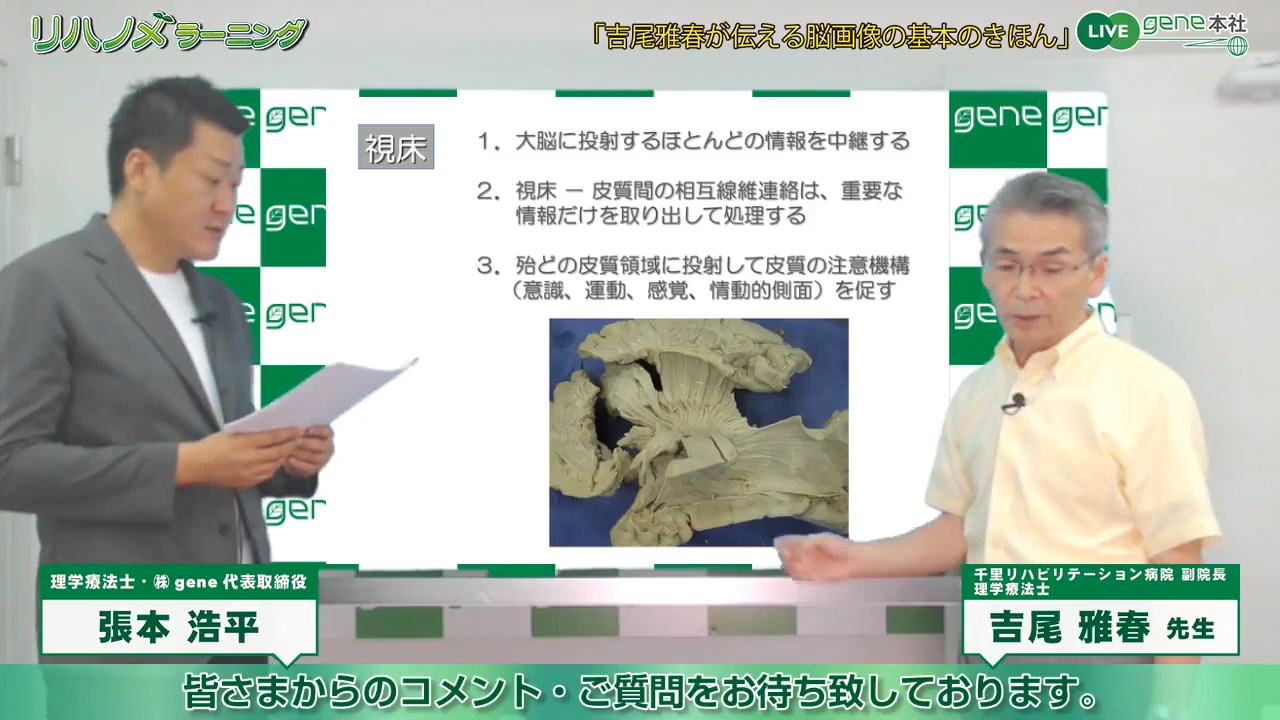 リハノメラーニング
「吉尾雅春が伝える脳画像の基本のきほん」
LIVE
gene本社
gene
gene
gene
視床
1．大脳に投射するほとんどの情報を中継する
2．視床 － 皮質間の相互線維連絡は、重要な
情報だけを取り出して処理する
3．殆どの皮質領域に投射して皮質の注意機構
（意識、運動、感覚、情動的側面）を促す
理学療法士・㈱gene代表取締役
張本 浩平
千里リハビリテーション病院 副院長
理学療法士
吉尾 雅春 先生
皆さまからのコメント・ご質問をお待ち致しております。